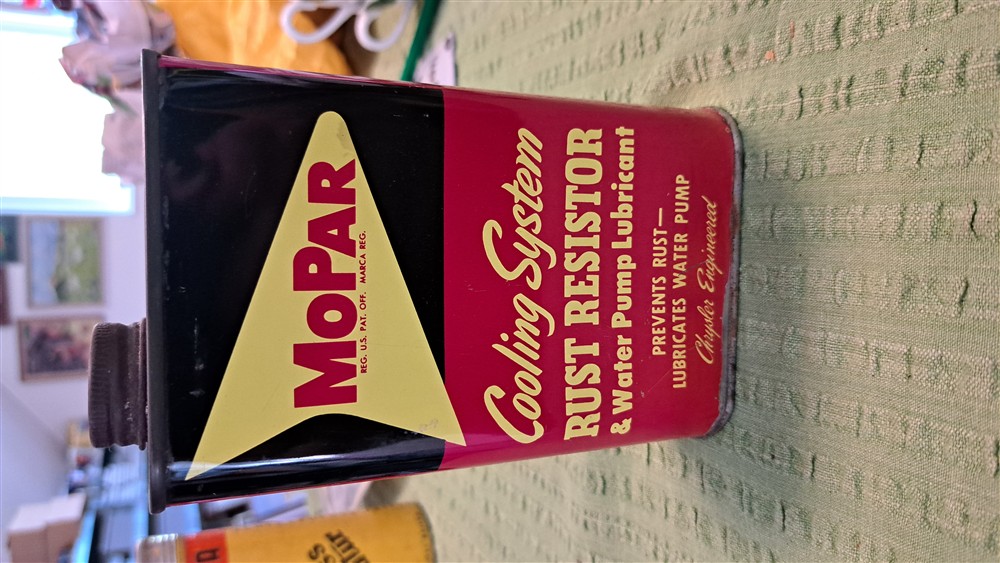 MoPAR
REG. U.S. PAT. OFF. MARCA REG.
Cooling System
RUST RESISTOR
& Water Pump Lubricant
PREVENTS RUST—
LUBRICATES WATER PUMP
Chrysler Engineered